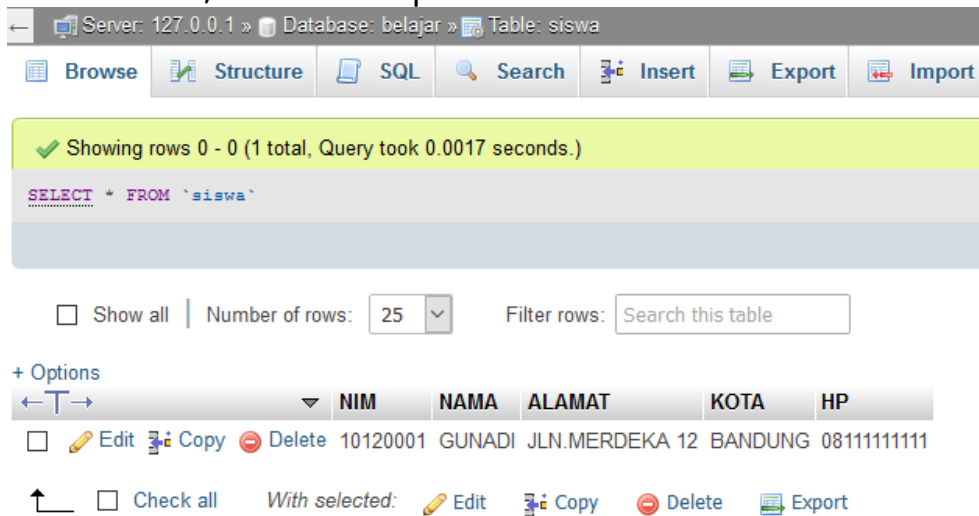 Server: 127.0.0.1 » Database: belajar » Table: siswa
Browse Structure SQL Search Insert Export Import
Showing rows 0 - 0 (1 total, Query took 0.0017 seconds.)
SELECT * FROM `siswa`
Show all Number of rows: 25 Filter rows: Search this table
+ Options
←T→ NIM NAMA ALAMAT KOTA HP
Edit Copy Delete 10120001 GUNADI JLN.MERDEKA 12 BANDUNG 08111111111
Check all With selected: Edit Copy Delete Export